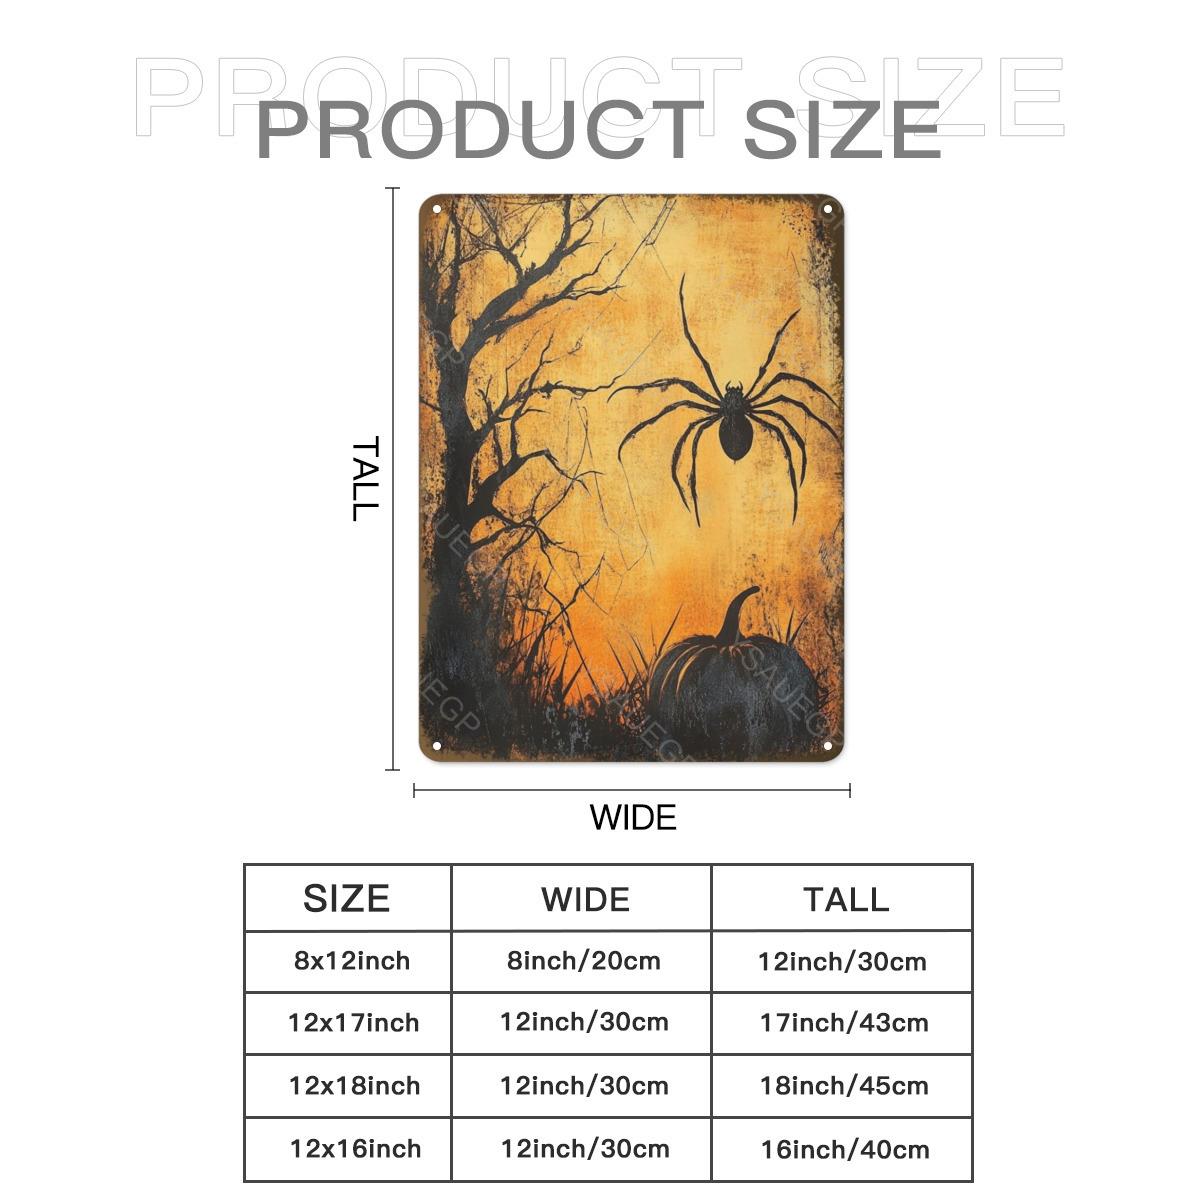 PRODUCT SIZE
PRODUCT SIZE
TALL
WIDE
SIZE WIDE TALL
8x12inch 8inch/20cm 12inch/30cm
12x17inch 12inch/30cm 17inch/43cm
12x18inch 12inch/30cm 18inch/45cm
12x16inch 12inch/30cm 16inch/40cm